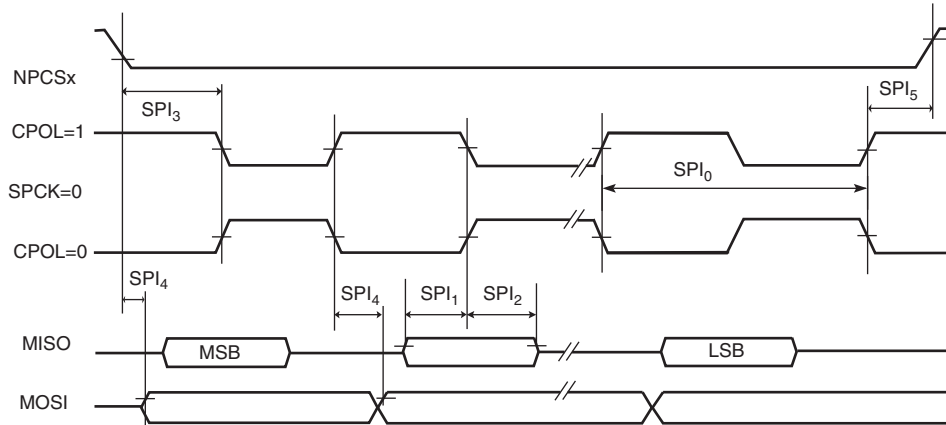 NPCSx
SPI₅
SPI₃
CPOL=1
SPCK=0
SPI₀
CPOL=0
SPI₄
SPI₄
SPI₁
SPI₂
MISO
MSB
LSB
MOSI